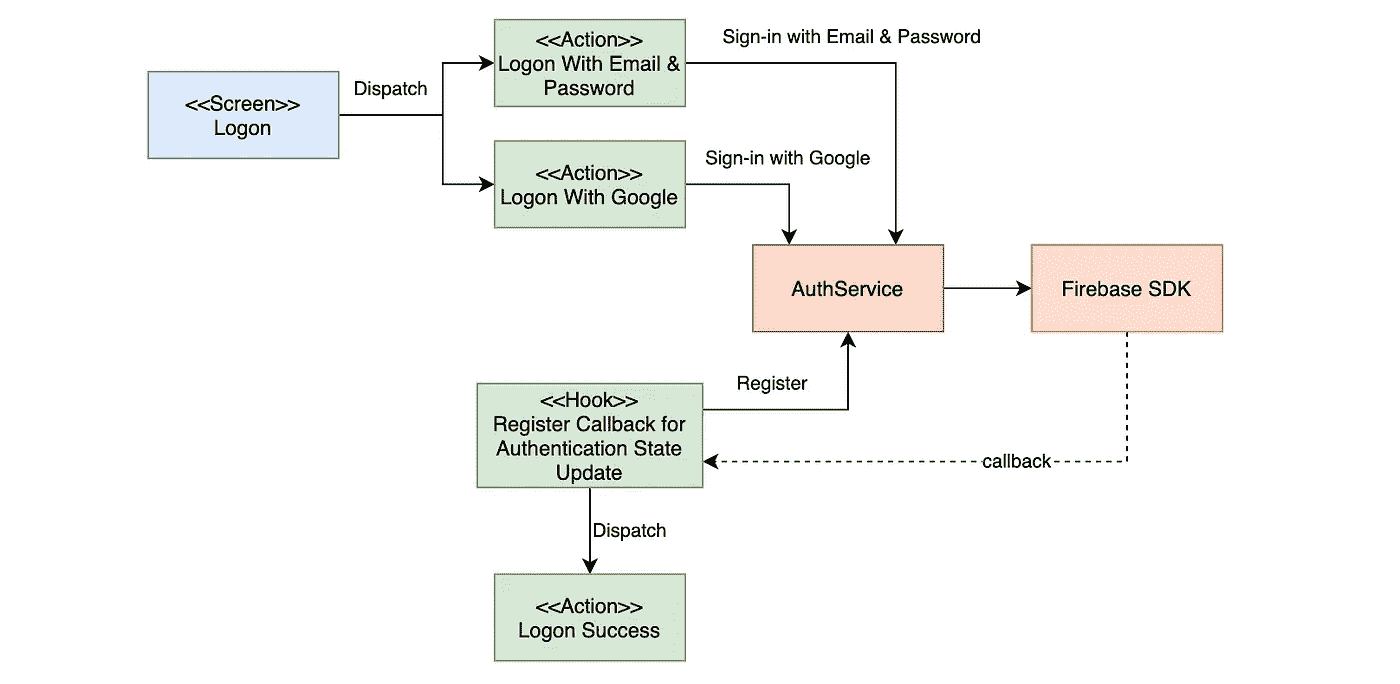 <<Action>>
Logon With Email &
Password
Sign-in with Email & Password
<<Screen>>
Logon
Dispatch
<<Action>>
Logon With Google
Sign-in with Google
AuthService
Firebase SDK
<<Hook>>
Register Callback for
Authentication State
Update
Register
callback
Dispatch
<<Action>>
Logon Success